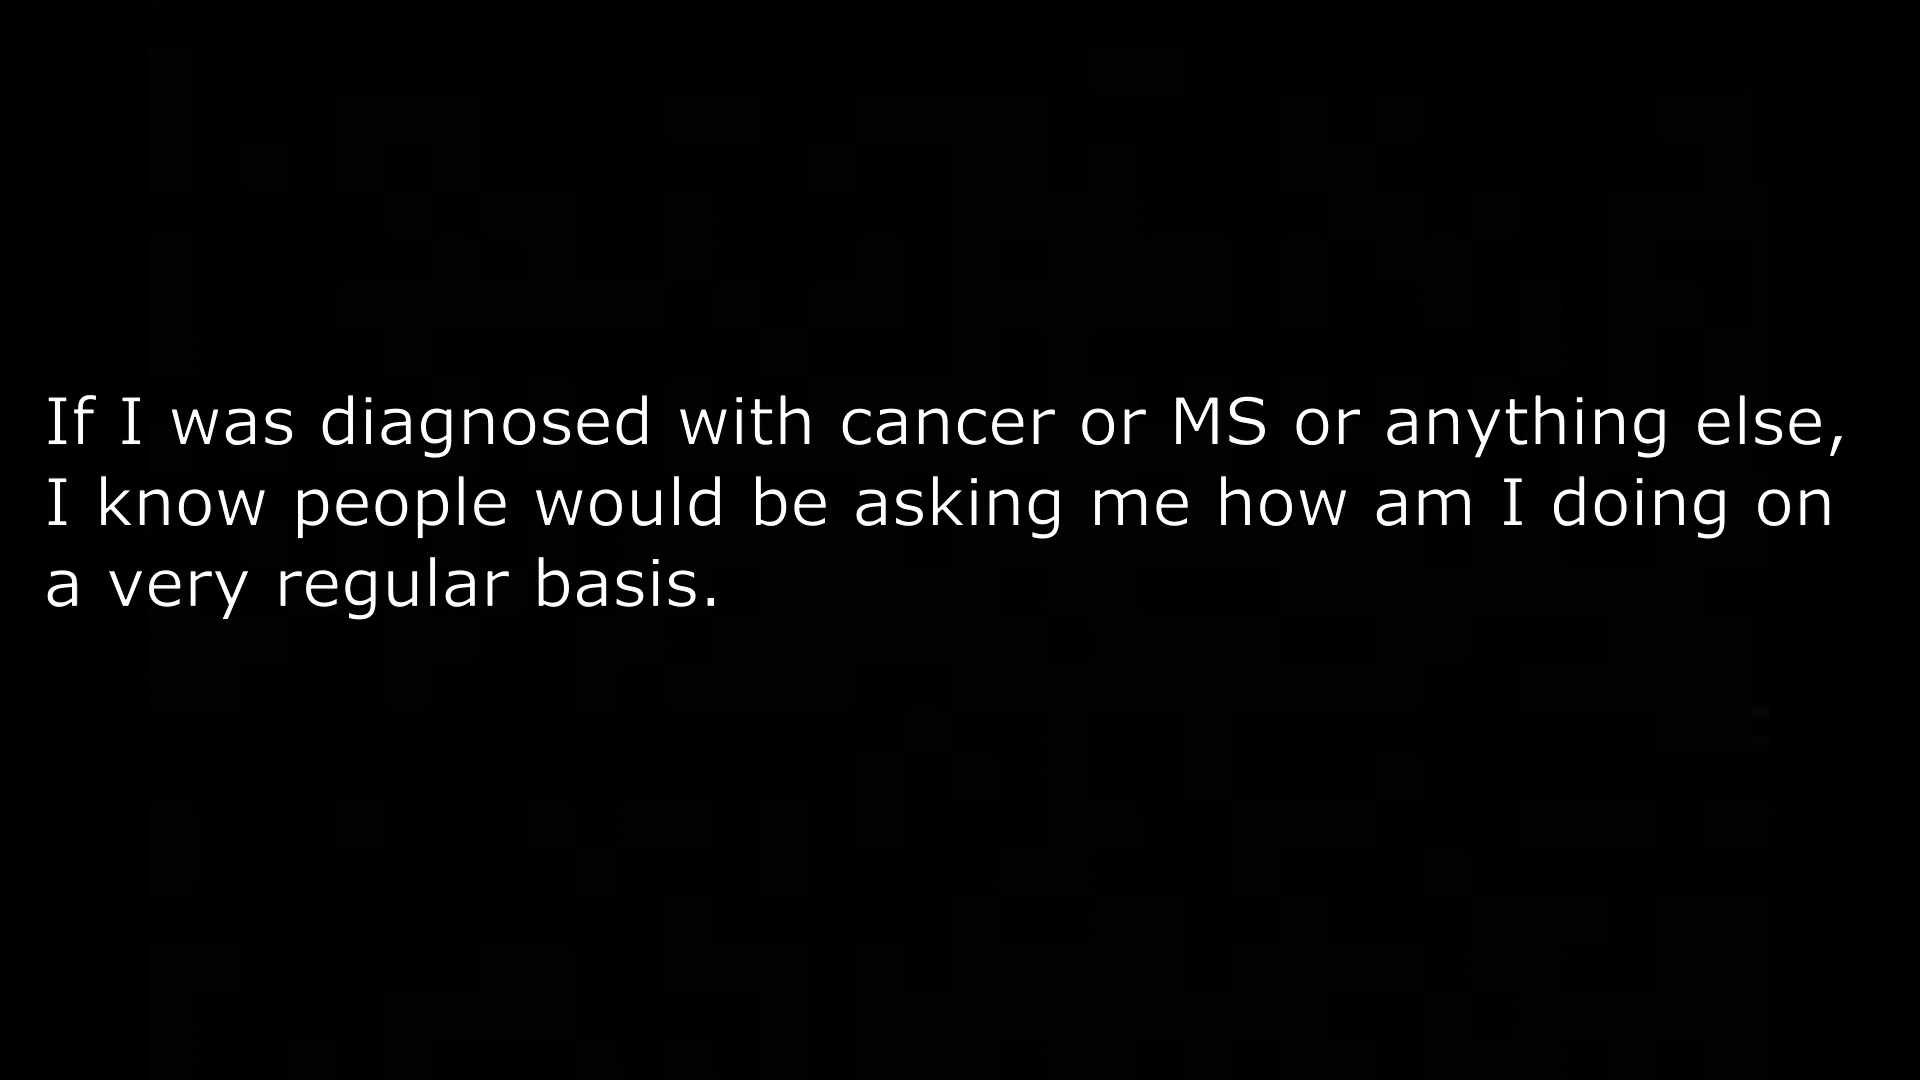 If I was diagnosed with cancer or MS or anything else,
I know people would be asking me how am I doing on
a very regular basis.